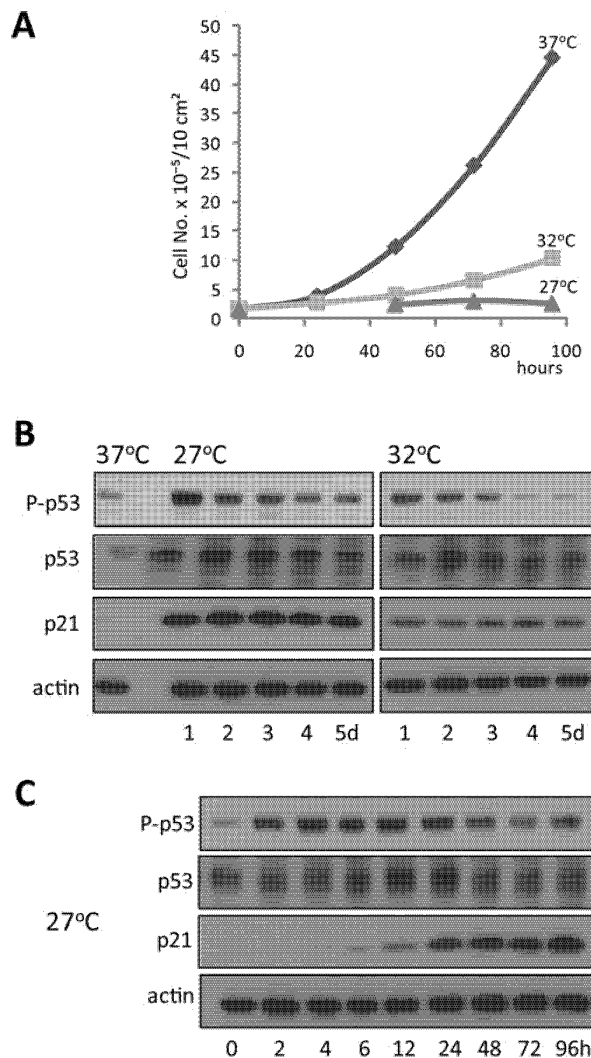 A
50
45
40
35
30
25
20
15
10
5
0
Cell No. x 10⁻⁵/10 cm²
37°C
32°C
27°C
0 20 40 60 80 100
hours
B
37°C 27°C 32°C
P-p53
p53
p21
actin
1 2 3 4 5d 1 2 3 4 5d
C
P-p53
p53
27°C
p21
actin
0 2 4 6 12 24 48 72 96h